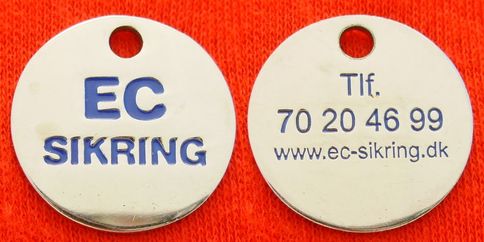 EC
SIKRING
Tlf.
70 20 46 99
www.ec-sikring.dk